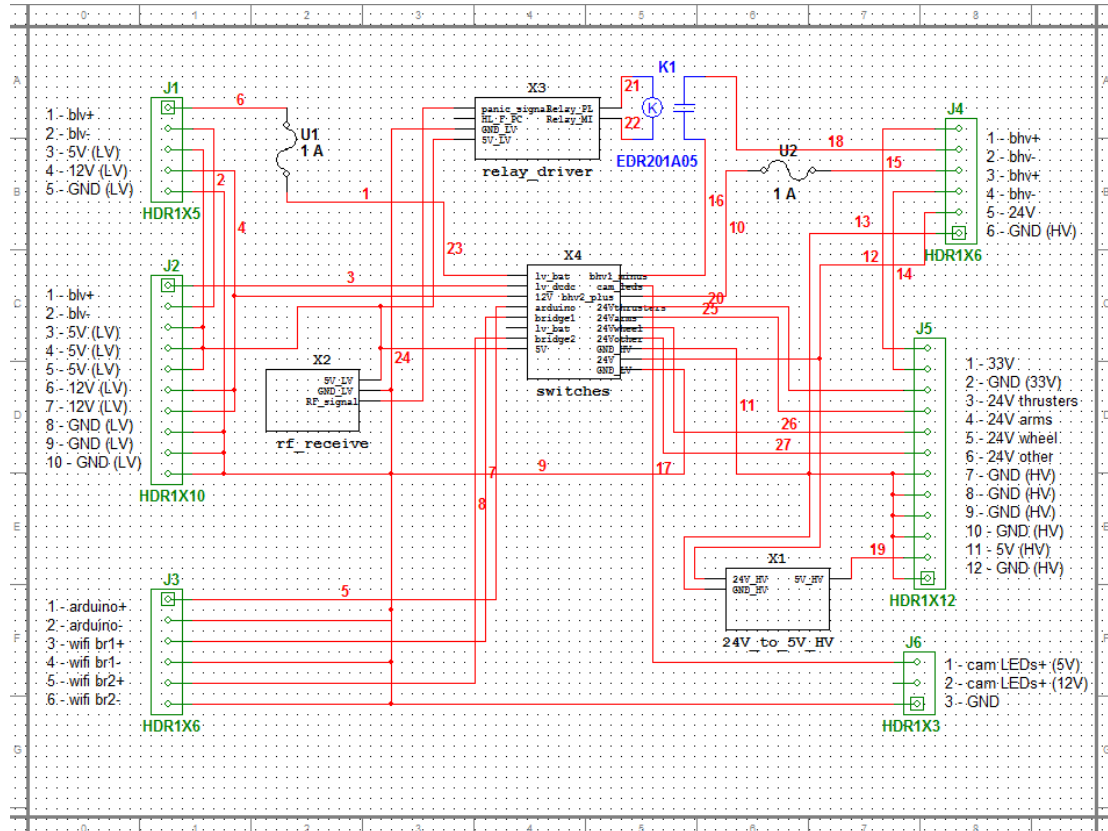 0 1 2 3 4 5 6 7 8
A
B
C
D
E
F
G
J1
1 - blv+
2 - blv-
3 - 5V (LV)
4 - 12V (LV)
5 - GND (LV)
HDR1X5
6
U1
1 A
1
2
4
23
X3
panic_signa
HL_F_PC
GND_LV
5V_LV
Relay_PL
Relay_MI
relay_driver
21
22
K1
K
EDR201A05
18
U2
1 A
15
16
10
13
12
14
J4
1 - bhv+
2 - bhv-
3 - bhv+
4 - bhv-
5 - 24V
6 - GND (HV)
HDR1X6
J2
1 - blv+
2 - blv-
3 - 5V (LV)
4 - 5V (LV)
5 - 5V (LV)
6 - 12V (LV)
7 - 12V (LV)
8 - GND (LV)
9 - GND (LV)
10 - GND (LV)
HDR1X10
3
X4
lv_bat
lv_dcdc
12V
arduino
bridge1
lv_bat
bridge2
5V
bhv1_minus
cam_leds
bhv2_plus
24Vthrusters
24Varms
24Vwheel
24Vother
GND_HV
24V
GND_LV
switches
20
25
X2
5V_LV
GND_LV
RF_signal
rf_receive
24
11
26
27
17
9
7
8
J5
1 - 33V
2 - GND (33V)
3 - 24V thrusters
4 - 24V arms
5 - 24V wheel
6 - 24V other
7 - GND (HV)
8 - GND (HV)
9 - GND (HV)
10 - GND (HV)
11 - 5V (HV)
12 - GND (HV)
HDR1X12
19
X1
24V_HV
GND_HV
5V_HV
24V_to_5V_HV
J3
1 - arduino+
2 - arduino-
3 - wifi br1+
4 - wifi br1-
5 - wifi br2+
6 - wifi br2-
HDR1X6
5
J6
1 - cam LEDs+ (5V)
2 - cam LEDs+ (12V)
3 - GND
HDR1X3